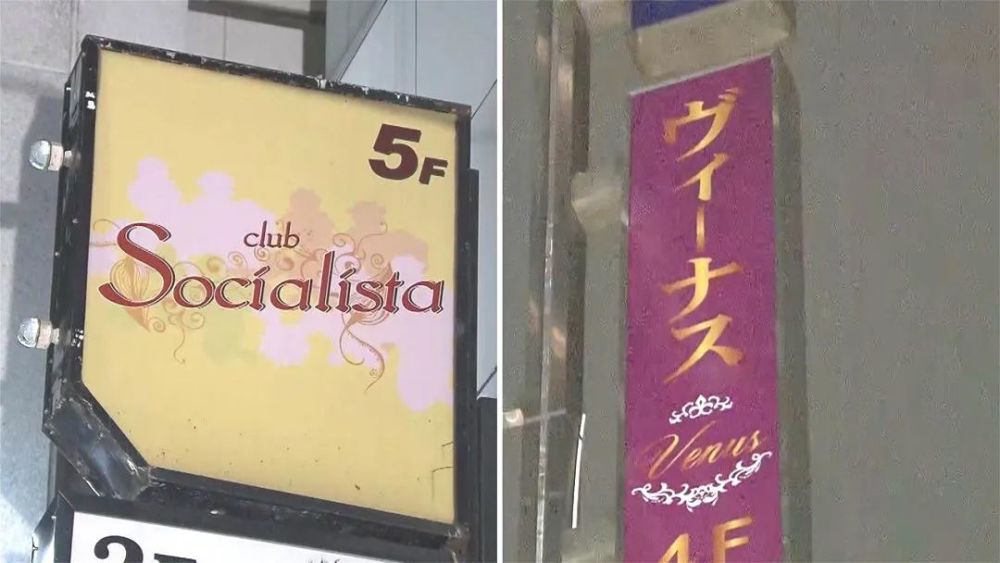 5F
club
Socialista
ヴィーナス
Venus
4F